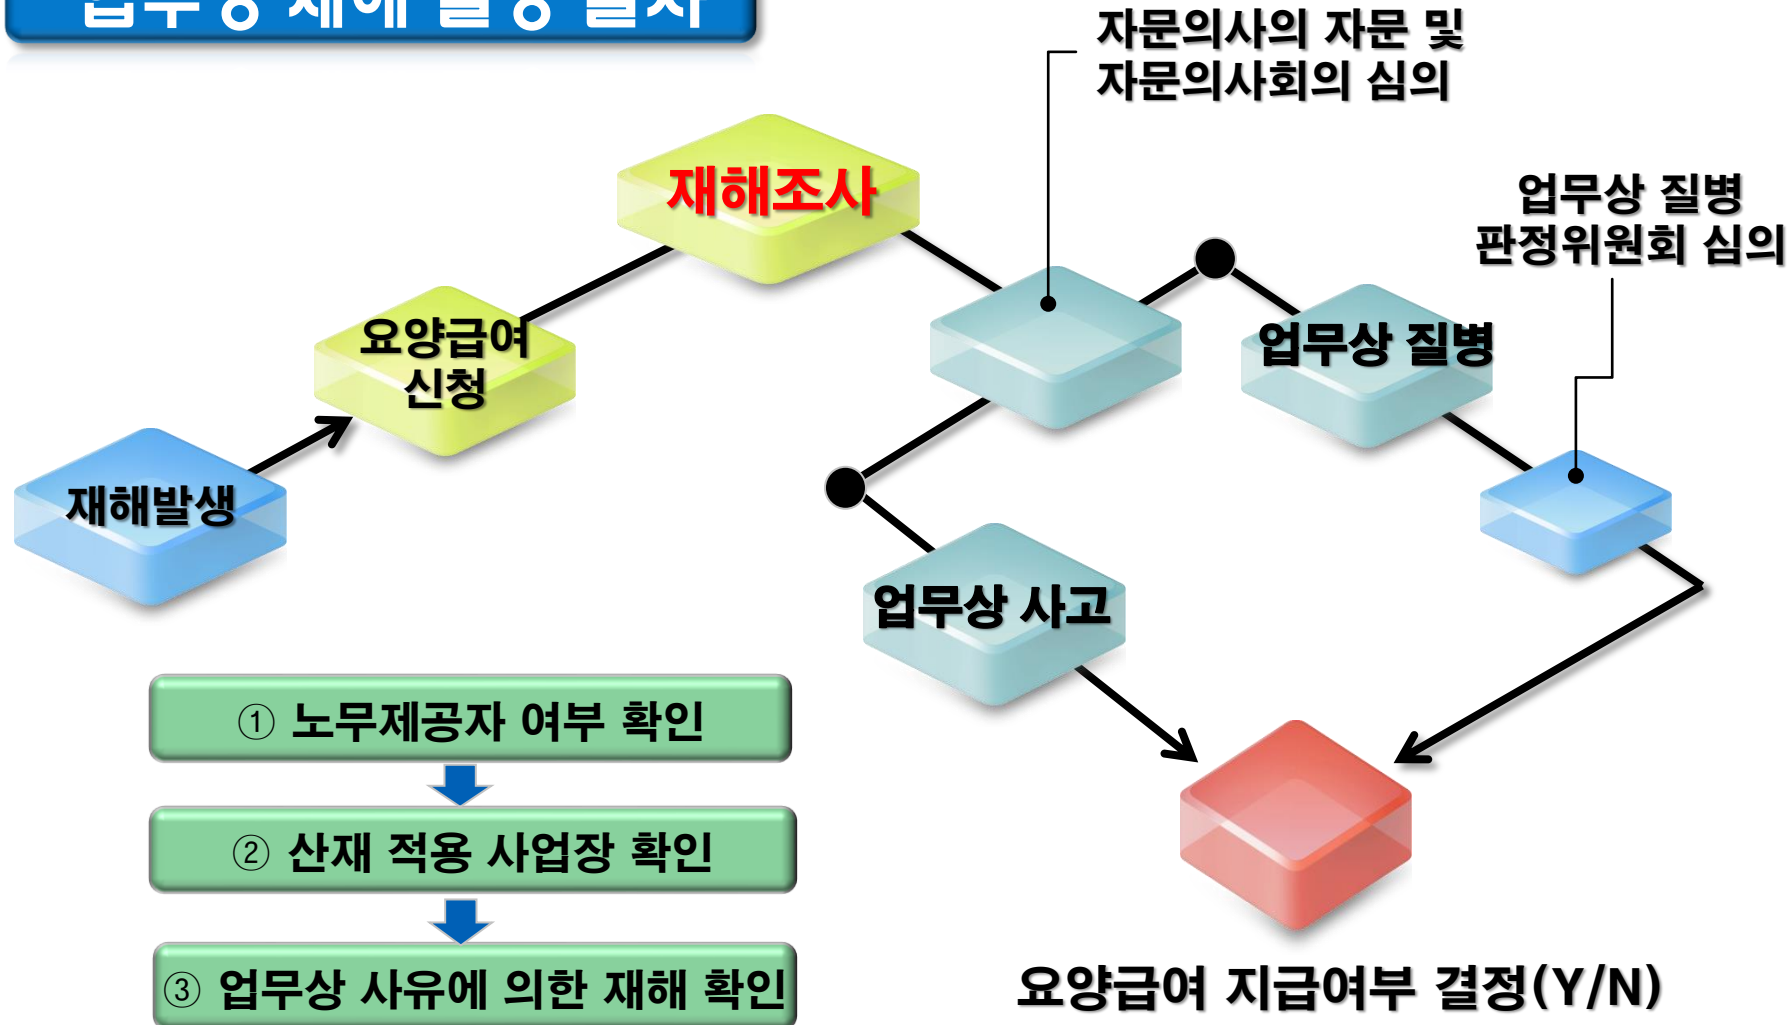 자문의사의 자문 및
자문의사회의 심의
재해조사
업무상 질병
판정위원회 심의
요양급여
신청
업무상 질병
재해발생
업무상 사고
① 노무제공자 여부 확인
② 산재 적용 사업장 확인
③ 업무상 사유에 의한 재해 확인
요양급여 지급여부 결정(Y/N)